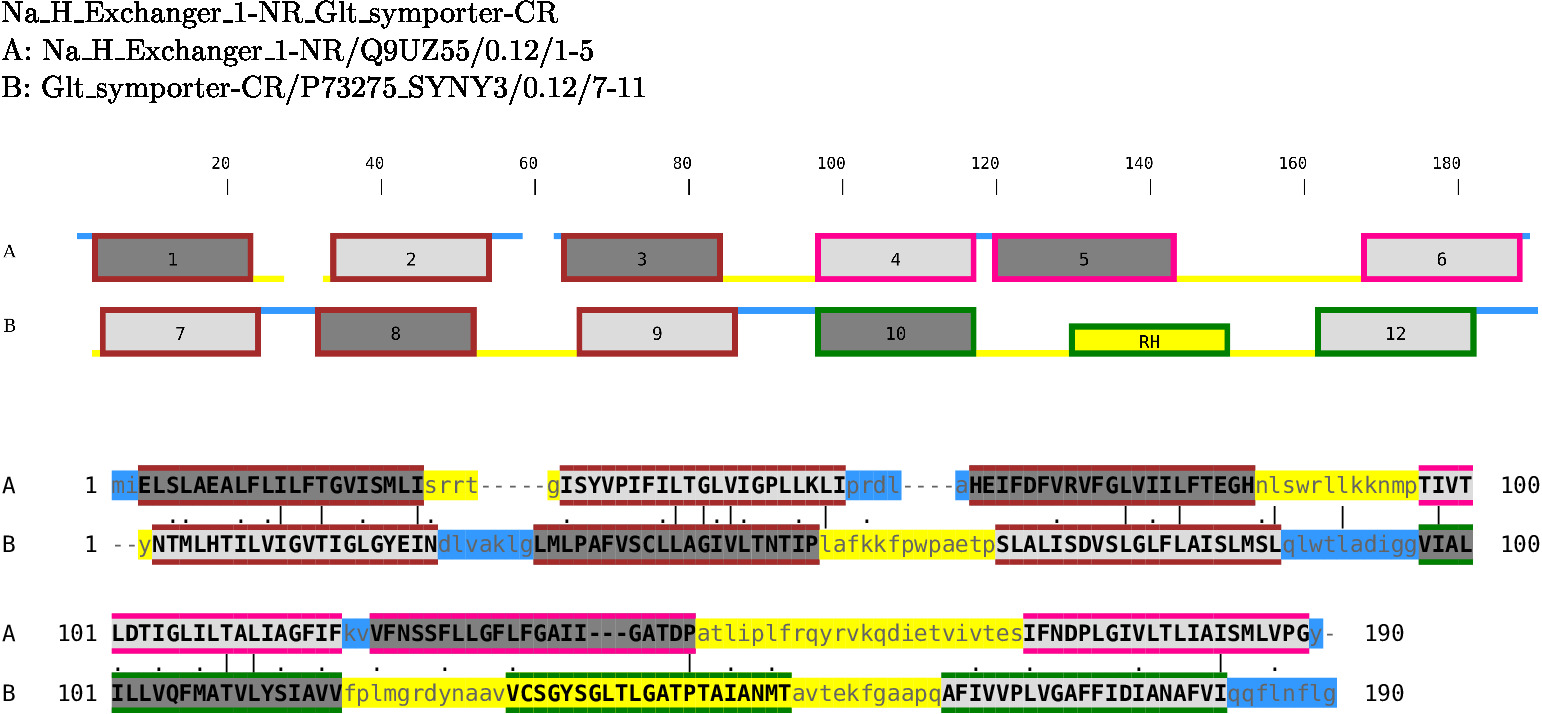 Na_H_Exchanger_1-NR_Glt_symporter-CR
A: Na_H_Exchanger_1-NR/Q9UZ55/0.12/1-5
B: Glt_symporter-CR/P73275_SYNY3/0.12/7-11
20 40 60 80 100 120 140 160 180
A 1 2 3 4 5 6
B 7 8 9 10 RH 12
A 1 miELSLAEALFLILFTGVISMLIsrrt-----gISYVPIFILTGLVIGPLLKLIprdl----aHEIFDFVRVFGLVIILFTEGHnlswrllkknmpTIVT 100
B 1 --yNTMLHTILVIGVTIGLGYEINdlvaklgLMLPAFVSCLLAGIVLTNTIPlafkkfpwpaetpSLALISDVSLGLFLAISLMSLqlwtladiggVIAL 100
A 101 LDTIGLILTALIAGFIFkvVFNSSFLLGFLFGAII---GATDPatliplfrqyrvkqdietvivtesIFNDPLGIVLTLIAISMLVPGy- 190
B 101 ILLVQFMATVLYSIAVVfplmgrdynaavVCSGYSGLTLGATPTAIANMTavtekfgaapqAFIVVPLVGAFFIDIANAFVIqqflnflg 190